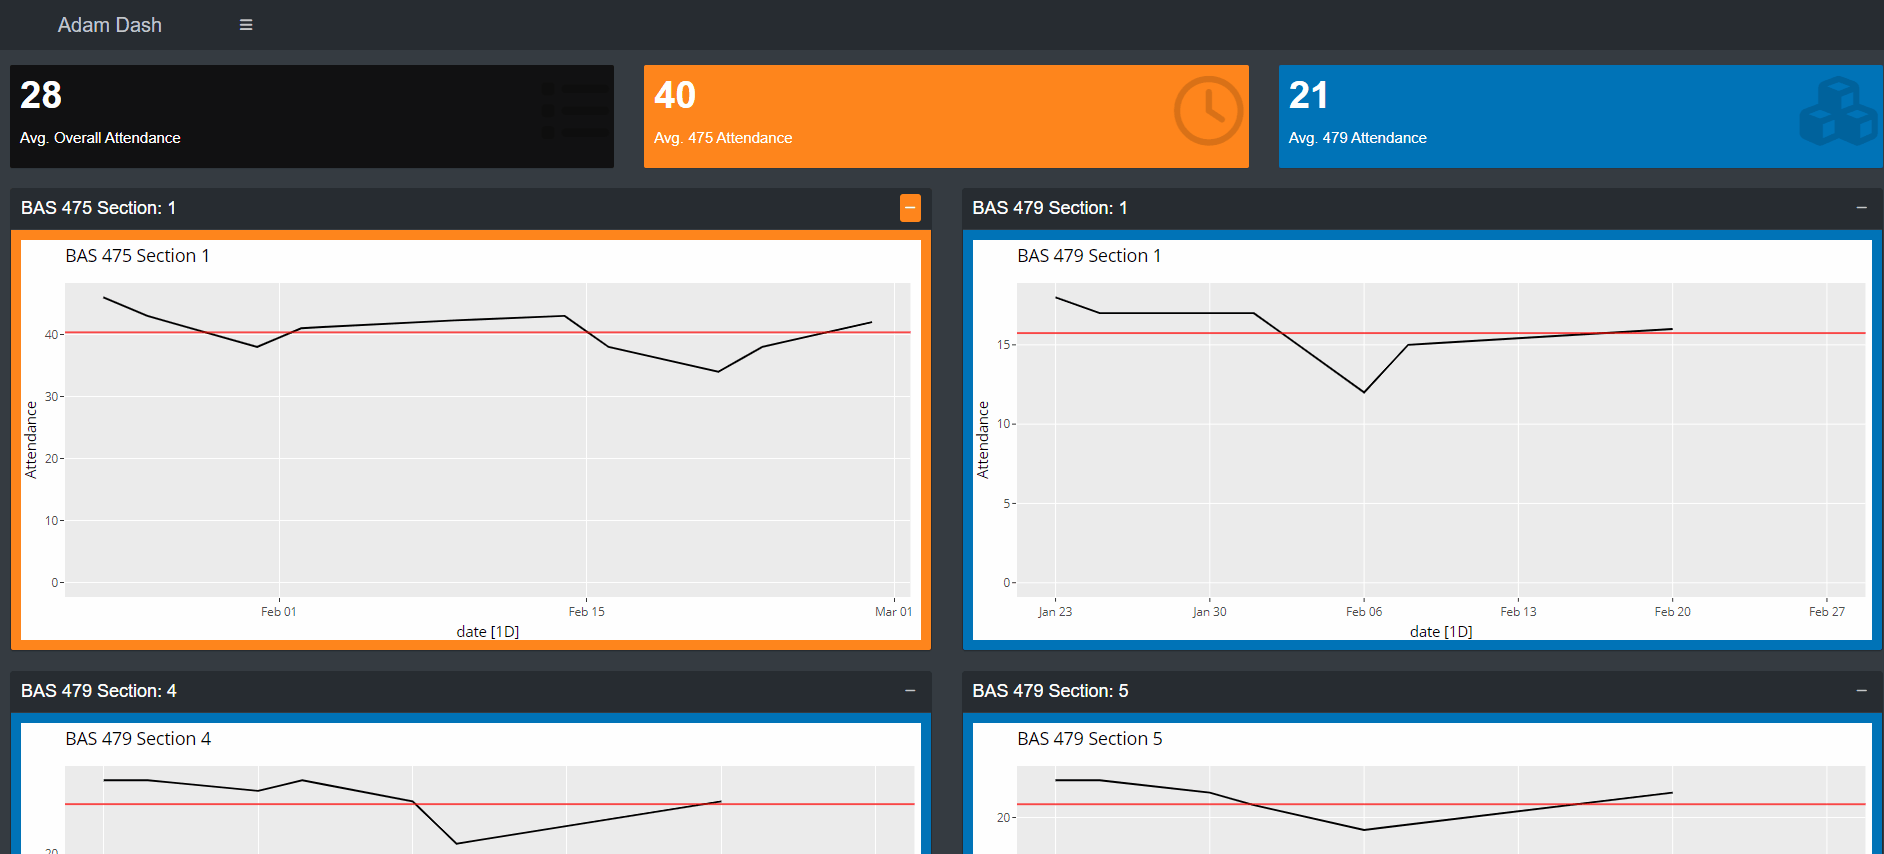 Adam Dash
28
Avg. Overall Attendance
40
Avg. 475 Attendance
21
Avg. 479 Attendance
BAS 475 Section: 1
BAS 475 Section 1
40
30
20
10
0
Attendance
Feb 01 Feb 15 Mar 01
date [1D]
BAS 479 Section: 1
BAS 479 Section 1
15
10
5
0
Attendance
Jan 23 Jan 30 Feb 06 Feb 13 Feb 20 Feb 27
date [1D]
BAS 479 Section: 4
BAS 479 Section 4
20
BAS 479 Section: 5
BAS 479 Section 5
20